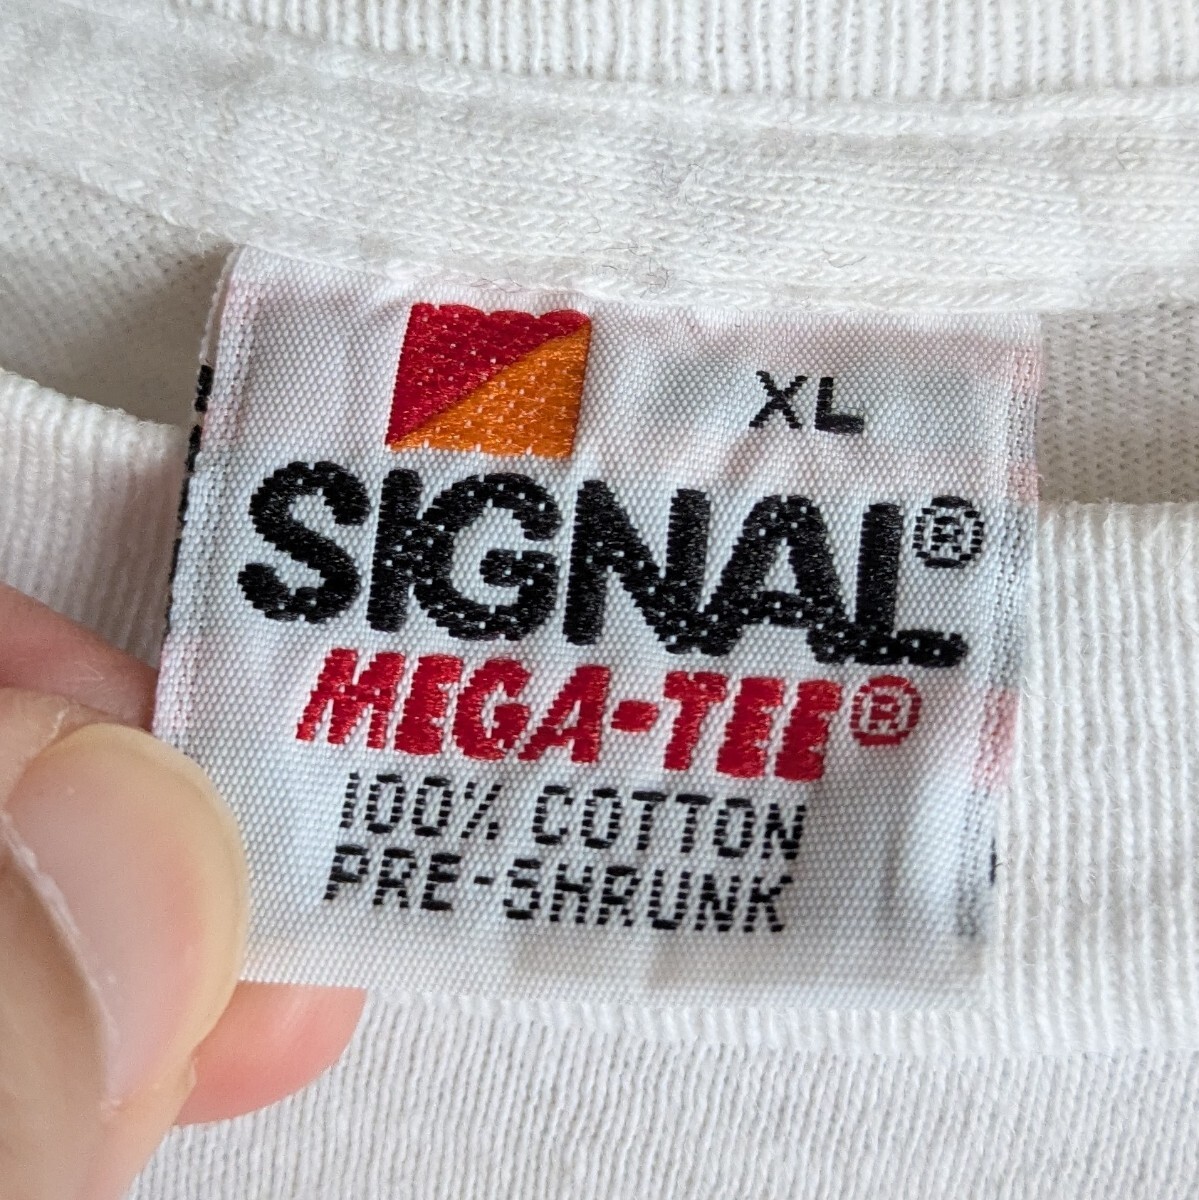 XL
SIGNAL®
MEGA-TEE®
100% COTTON
PRE-SHRUNK